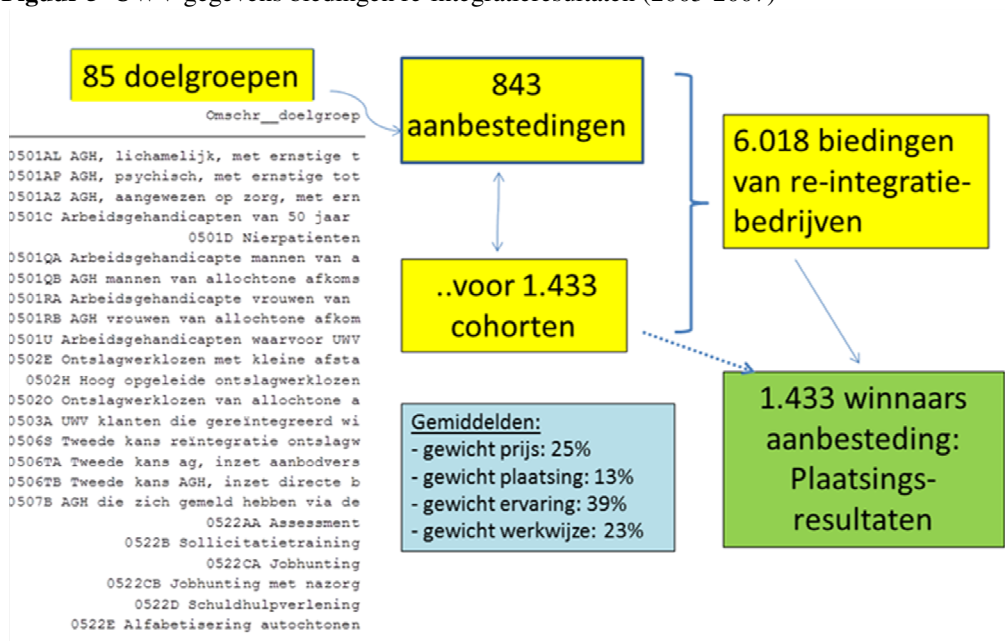 85 doelgroepen
Omschr__doelgroep
0501AL AGH, lichamelijk, met ernstige t
0501AP AGH, psychisch, met ernstige tot
0501AZ AGH, aangewezen op zorg, met ern
0501C Arbeidsgehandicapten van 50 jaar
0501D Nierpatienten
0501QA Arbeidsgehandicapte mannen van a
0501QB AGH mannen van allochtone afkoms
0501RA Arbeidsgehandicapte vrouwen van
0501RB AGH vrouwen van allochtone afkom
0501U Arbeidsgehandicapten waarvoor UWV
0502E Ontslagwerklozen met kleine afsta
0502H Hoog opgeleide ontslagwerklozen
0502O Ontslagwerklozen van allochtone a
0503A UWV klanten die gereïntegreerd wi
0506S Tweede kans reïntegratie ontslagw
0506TA Tweede kans ag, inzet aanbodvers
0506TB Tweede kans AGH, inzet directe b
0507B AGH die zich gemeld hebben via de
0522AA Assessment
0522B Sollicitatietraining
0522CA Jobhunting
0522CB Jobhunting met nazorg
0522D Schuldhulpverlening
0522E Alfabetisering autochtonen
843
aanbestedingen
..voor 1.433
cohorten
Gemiddelden:
- gewicht prijs: 25%
- gewicht plaatsing: 13%
- gewicht ervaring: 39%
- gewicht werkwijze: 23%
6.018 biedingen
van re-integratie-
bedrijven
1.433 winnaars
aanbesteding:
Plaatsings-
resultaten